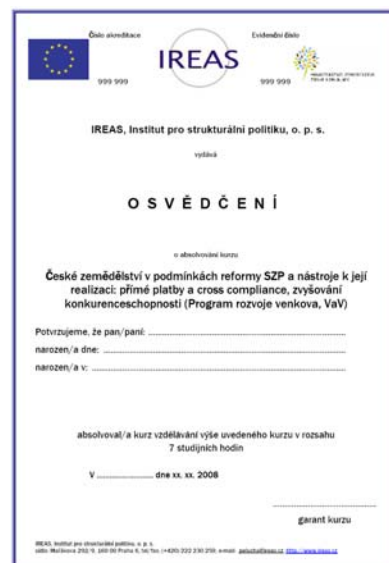 Číslo akreditace
Evidenční číslo
IREAS
999 999
999 999
IREAS, Institut pro strukturální politiku, o. p. s.
vydává
O S V Ě D Č E N Í
o absolvování kurzu
České zemědělství v podmínkách reformy SZP a nástroje k její
realizaci: přímé platby a cross compliance, zvyšování
konkurenceschopnosti (Program rozvoje venkova, VaV)
Potvrzujeme, že pan/paní:
narozen/a dne:
narozen/a v:
absolvoval/a kurz vzdělávání výše uvedeného kurzu v rozsahu
7 studijních hodin
V ........................ dne xx. xx. 2008
garant kurzu
IREAS, Institut pro strukturální politiku, o. p. s.